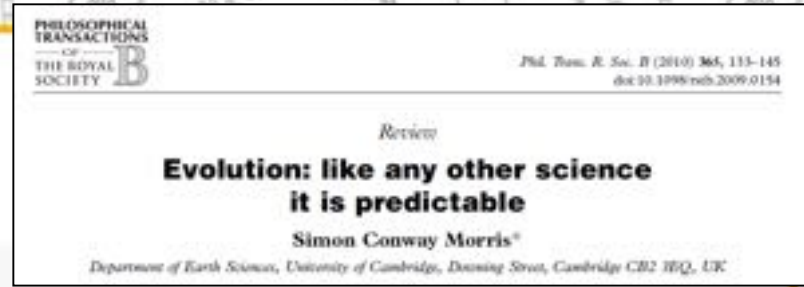 PHILOSOPHICAL
TRANSACTIONS
OF
THE ROYAL
SOCIETY B
Phil. Trans. R. Soc. B (2010) 365, 133–145
doi:10.1098/rstb.2009.0154
Review
Evolution: like any other science
it is predictable
Simon Conway Morris*
Department of Earth Sciences, University of Cambridge, Downing Street, Cambridge CB2 3EQ, UK